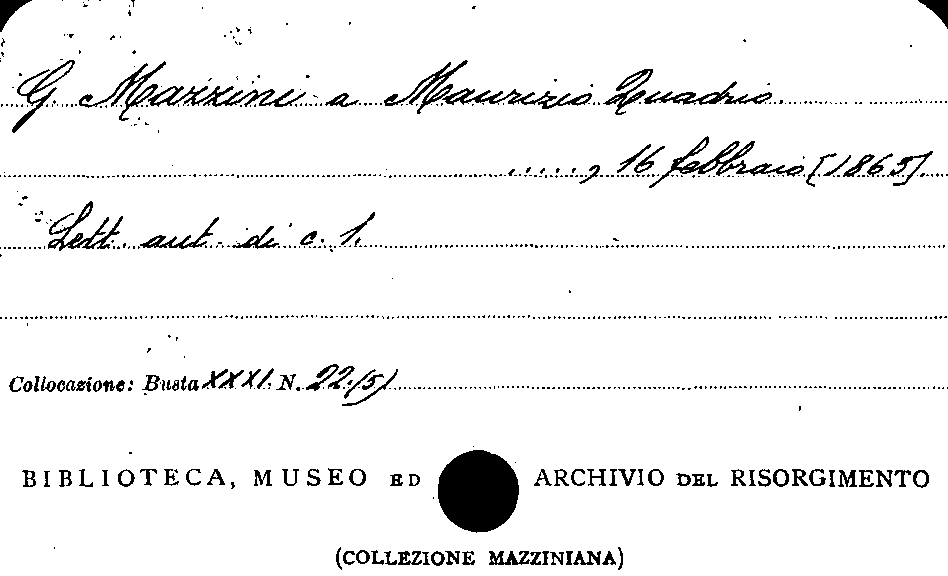 G. Mazzini a Maurizio Quadrio.
....., 16 febbraio [1865].
Lett. aut. di c. 1.
Collocazione: Busta XXXI. N. 22.(5)
BIBLIOTECA, MUSEO ED ARCHIVIO DEL RISORGIMENTO
(COLLEZIONE MAZZINIANA)